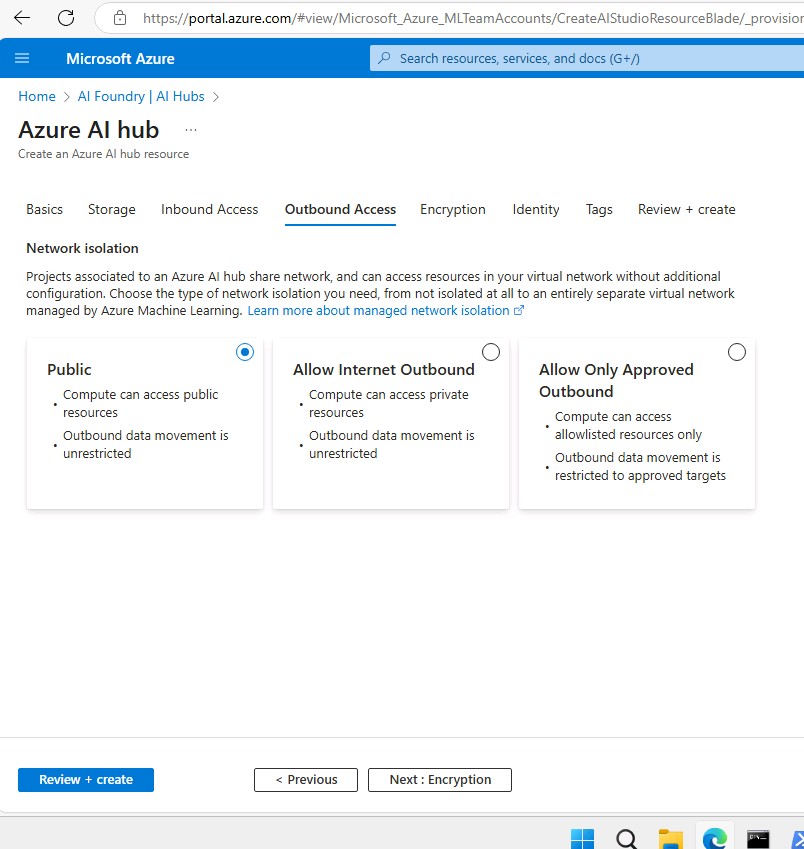 https://portal.azure.com/#view/Microsoft_Azure_MLTeamAccounts/CreateAIStudioResourceBlade/_provision
Microsoft Azure
Search resources, services, and docs (G+/)
Home > AI Foundry | AI Hubs >
Azure AI hub ...
Create an Azure AI hub resource
Basics Storage Inbound Access Outbound Access Encryption Identity Tags Review + create
Network isolation
Projects associated to an Azure AI hub share network, and can access resources in your virtual network without additional
configuration. Choose the type of network isolation you need, from not isolated at all to an entirely separate virtual network
managed by Azure Machine Learning. Learn more about managed network isolation
Public
• Compute can access public
resources
• Outbound data movement is
unrestricted
Allow Internet Outbound
• Compute can access private
resources
• Outbound data movement is
unrestricted
Allow Only Approved
Outbound
• Compute can access
allowlisted resources only
• Outbound data movement is
restricted to approved targets
Review + create
< Previous
Next : Encryption